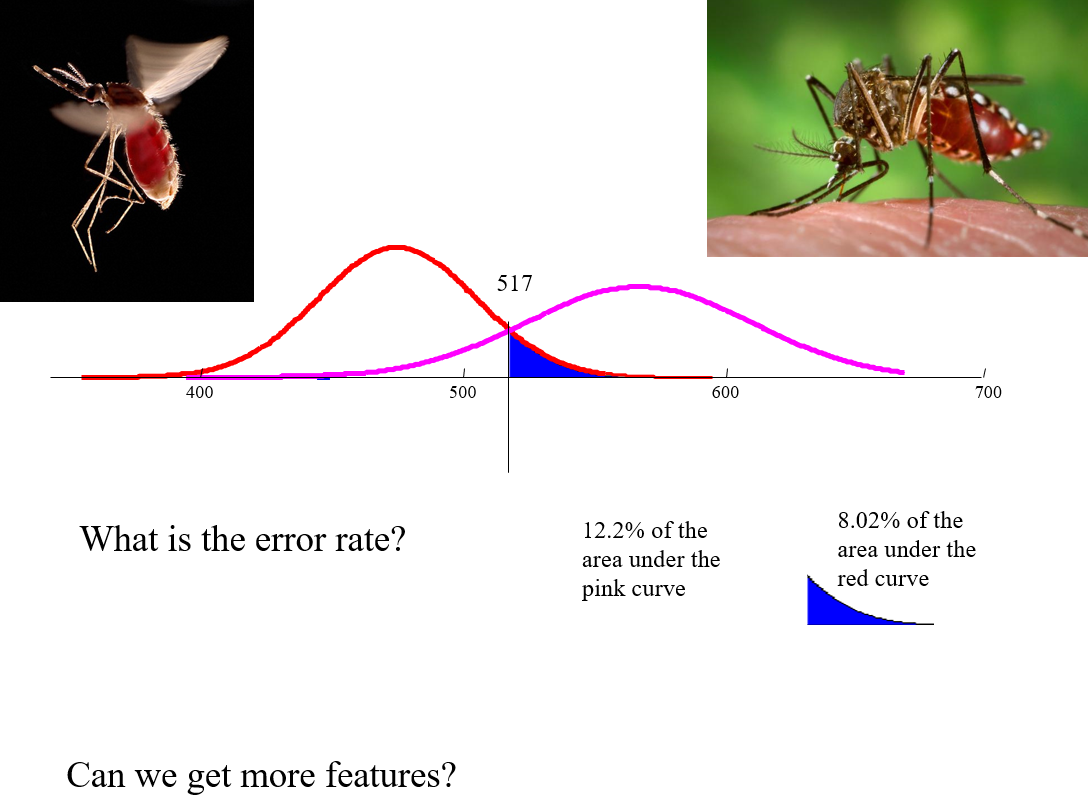 517
400
500
600
700
What is the error rate?
12.2% of the
area under the
pink curve
8.02% of the
area under the
red curve
Can we get more features?